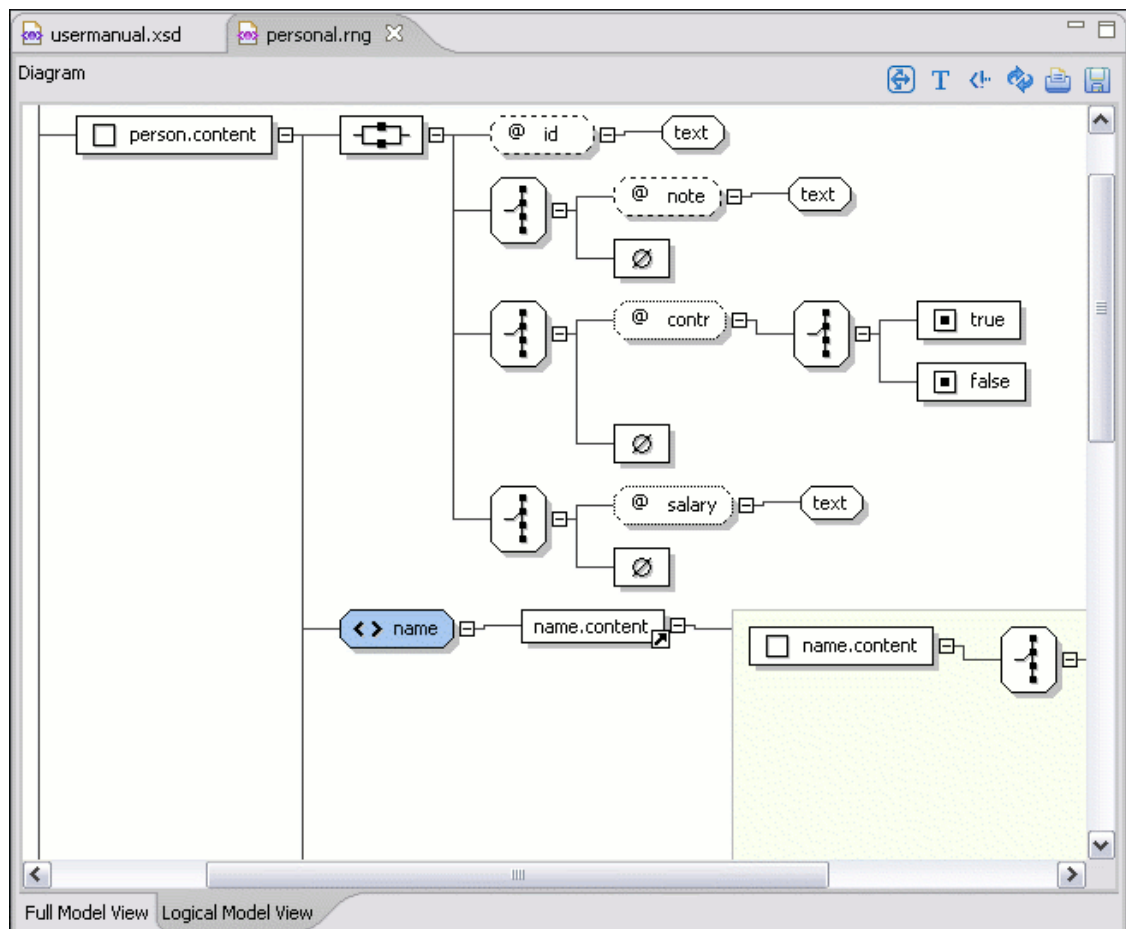 usermanual.xsd
personal.rng
Diagram
person.content
@ id
text
@ note
text
∅
@ contr
true
false
∅
@ salary
text
∅
< > name
name.content
name.content
Full Model View
Logical Model View